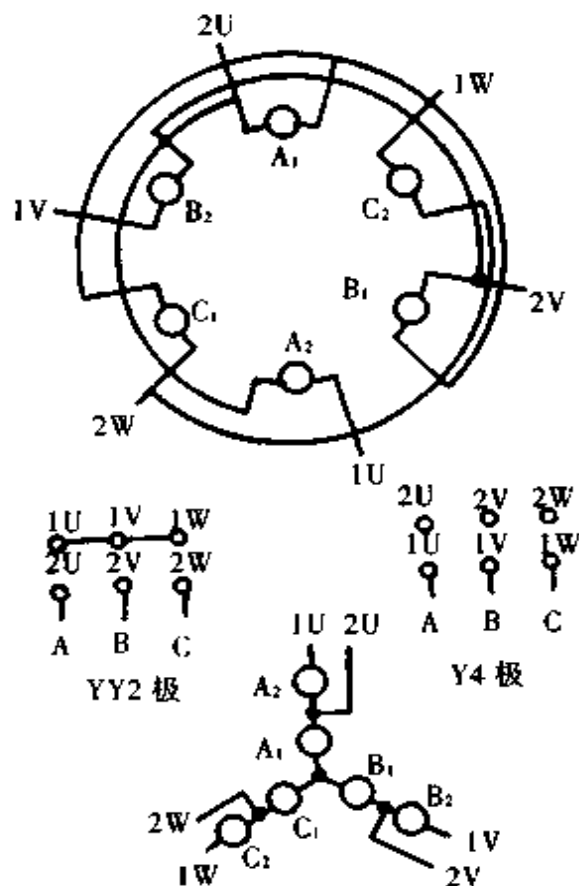 2U
1W
A₁
B₂
C₂
1V
B₁
2V
C₁
A₂
2W
1U
1U 1V 1W
2U 2V 2W
A B C
YY2 极
2U 2V 2W
1U 1V 1W
A B C
Y4 极
1U 2U
A₂
A₁
B₁
B₂
2W
C₁
1V
C₂
1W
2V